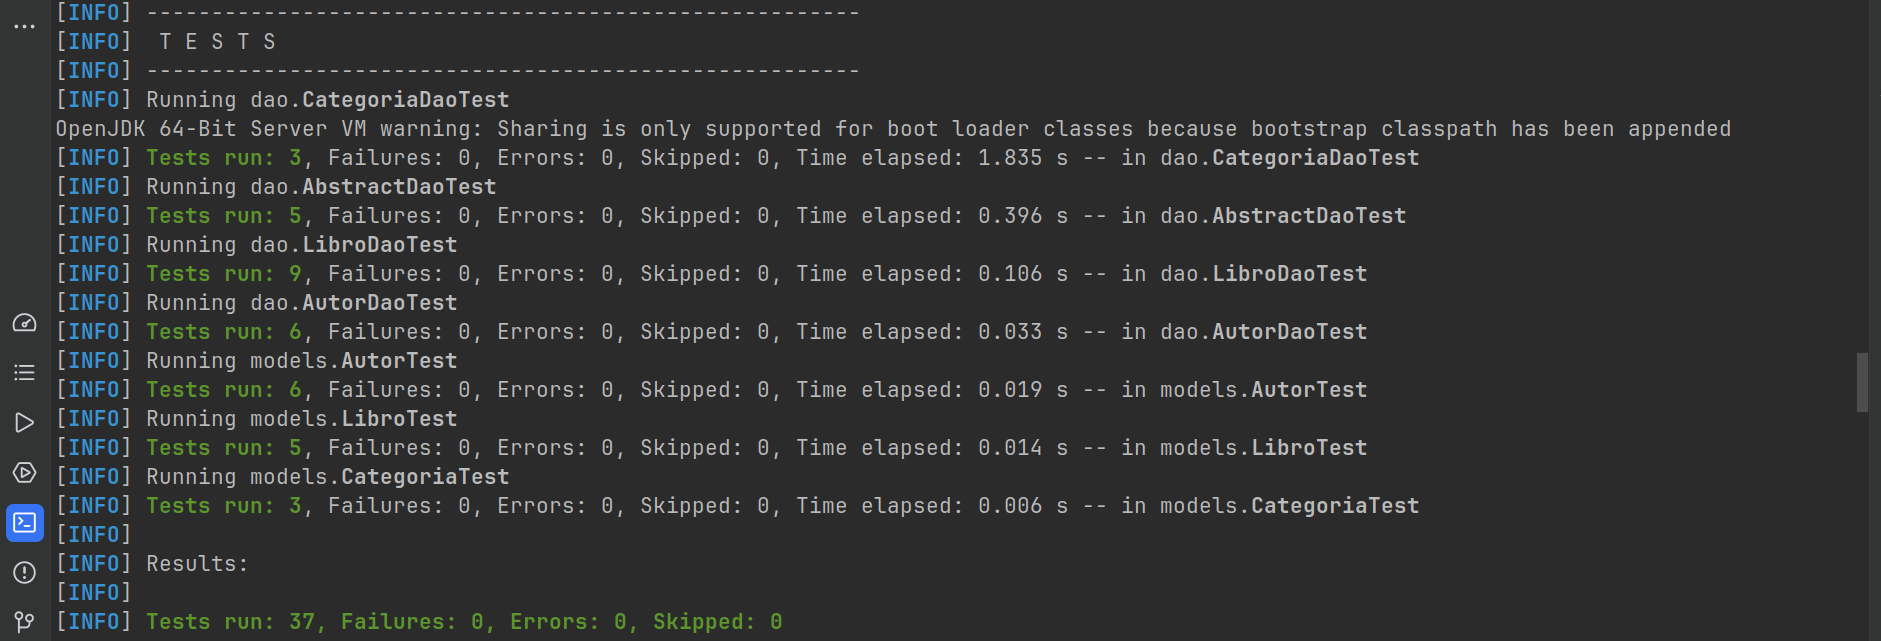 [INFO] -------------------------------------------------------
[INFO]  T E S T S
[INFO] -------------------------------------------------------
[INFO] Running dao.CategoriaDaoTest
OpenJDK 64-Bit Server VM warning: Sharing is only supported for boot loader classes because bootstrap classpath has been appended
[INFO] Tests run: 3, Failures: 0, Errors: 0, Skipped: 0, Time elapsed: 1.835 s -- in dao.CategoriaDaoTest
[INFO] Running dao.AbstractDaoTest
[INFO] Tests run: 5, Failures: 0, Errors: 0, Skipped: 0, Time elapsed: 0.396 s -- in dao.AbstractDaoTest
[INFO] Running dao.LibroDaoTest
[INFO] Tests run: 9, Failures: 0, Errors: 0, Skipped: 0, Time elapsed: 0.106 s -- in dao.LibroDaoTest
[INFO] Running dao.AutorDaoTest
[INFO] Tests run: 6, Failures: 0, Errors: 0, Skipped: 0, Time elapsed: 0.033 s -- in dao.AutorDaoTest
[INFO] Running models.AutorTest
[INFO] Tests run: 6, Failures: 0, Errors: 0, Skipped: 0, Time elapsed: 0.019 s -- in models.AutorTest
[INFO] Running models.LibroTest
[INFO] Tests run: 5, Failures: 0, Errors: 0, Skipped: 0, Time elapsed: 0.014 s -- in models.LibroTest
[INFO] Running models.CategoriaTest
[INFO] Tests run: 3, Failures: 0, Errors: 0, Skipped: 0, Time elapsed: 0.006 s -- in models.CategoriaTest
[INFO]
[INFO] Results:
[INFO]
[INFO] Tests run: 37, Failures: 0, Errors: 0, Skipped: 0